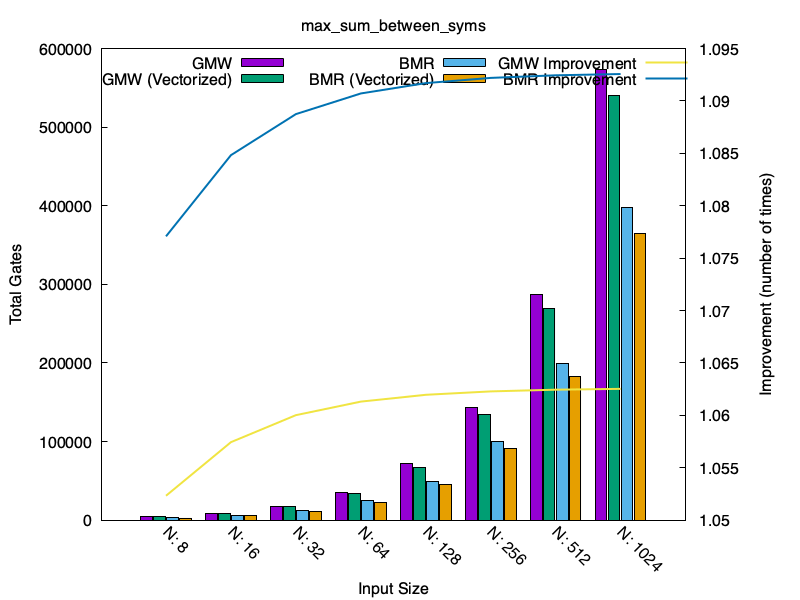 max_sum_between_syms
600000
500000
400000
300000
200000
100000
0
Total Gates
GMW BMR GMW Improvement
GMW (Vectorized) BMR (Vectorized) BMR Improvement
1.095
1.09
1.085
1.08
1.075
1.07
1.065
1.06
1.055
1.05
Improvement (number of times)
N: 8
N: 16
N: 32
N: 64
N: 128
N: 256
N: 512
N: 1024
Input Size